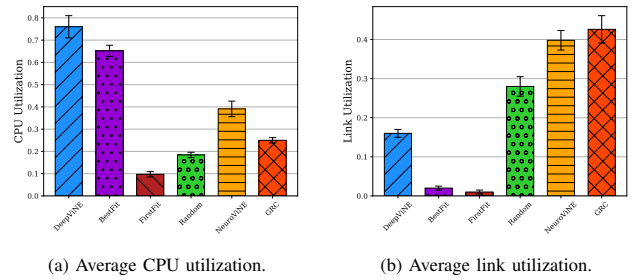 0.8
0.7
0.6
0.5
0.4
0.3
0.2
0.1
0.0
CPU Utilization
DeepViNE
BestFit
FirstFit
Random
NeuroViNE
GRC
(a) Average CPU utilization.
0.4
0.3
0.2
0.1
0.0
Link Utilization
DeepViNE
BestFit
FirstFit
Random
NeuroViNE
GRC
(b) Average link utilization.